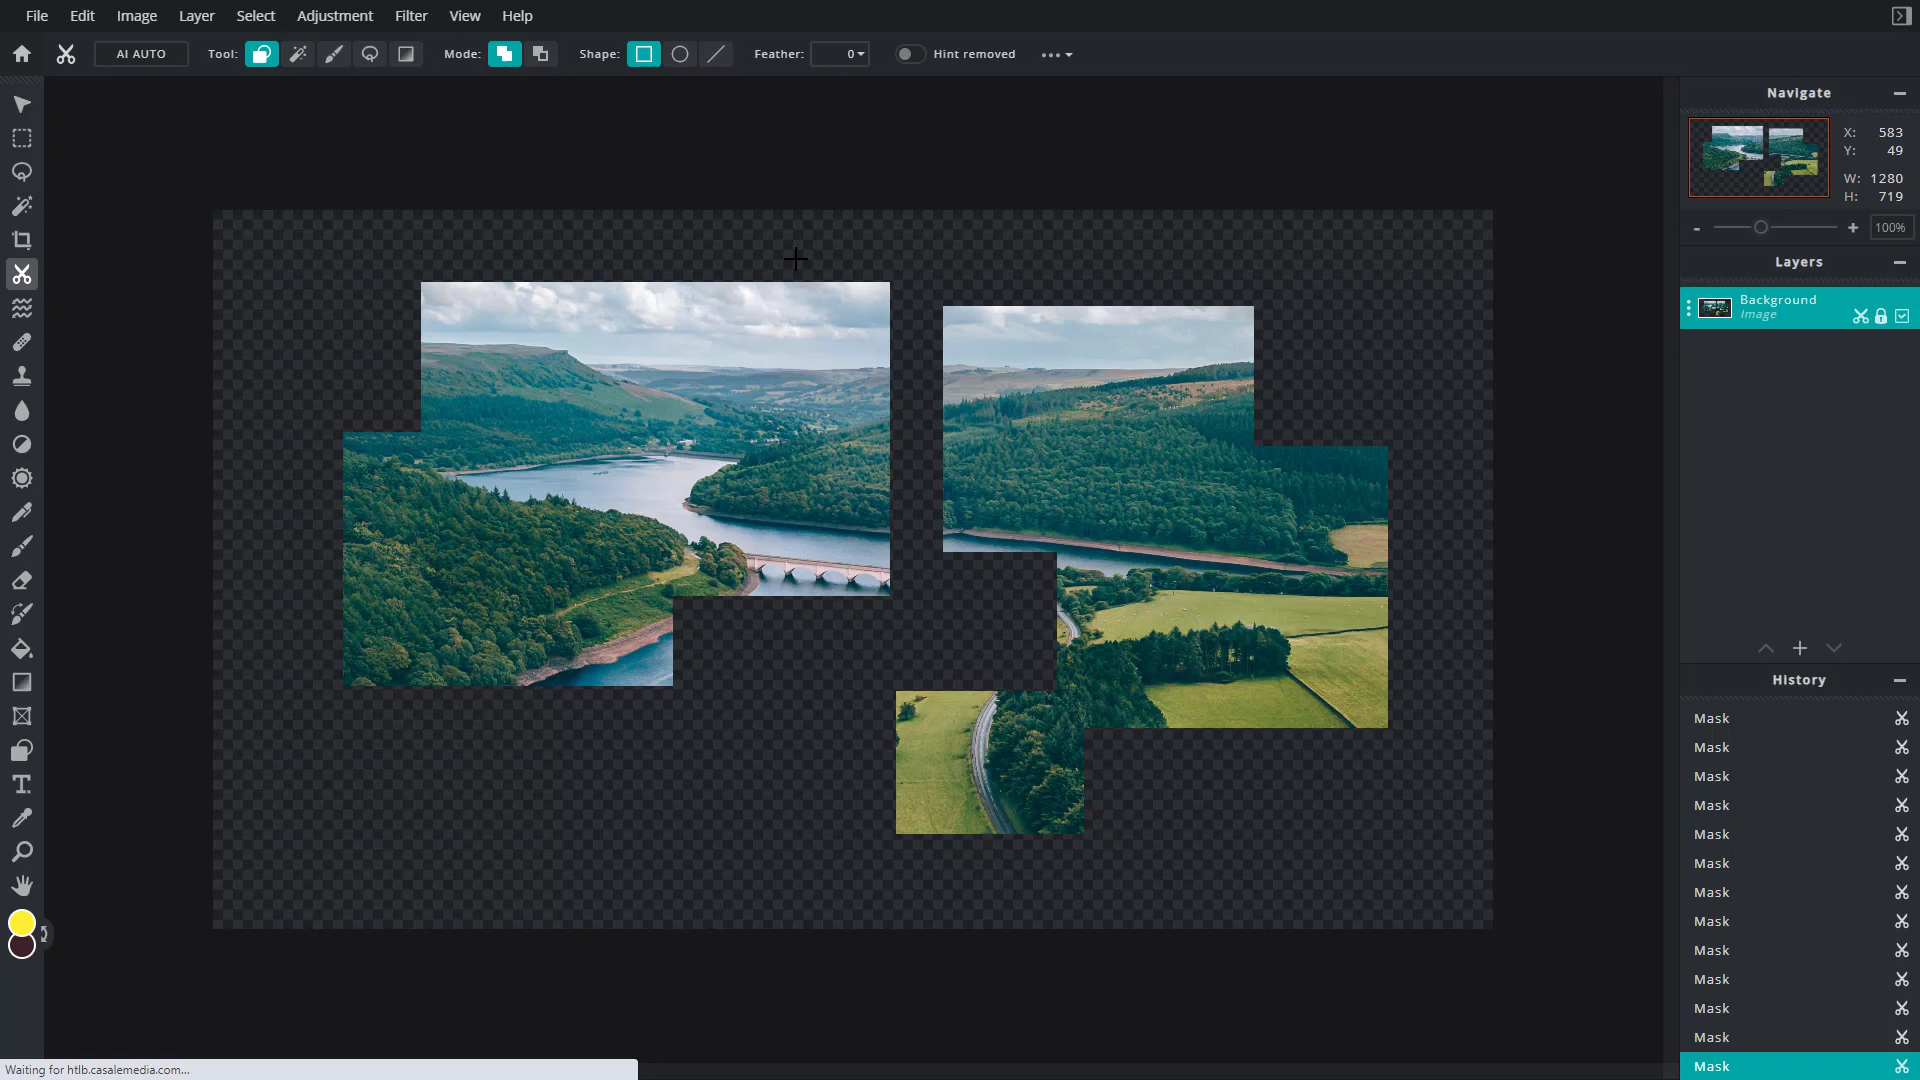 File Edit Image Layer Select Adjustment Filter View Help
AI AUTO Tool: Mode: Shape: Feather: 0 Hint removed
Navigate
X: 583
Y: 49
W: 1280
H: 719
- + 100%
Layers
Background
Image
History
Mask
Mask
Mask
Mask
Mask
Mask
Mask
Mask
Mask
Mask
Mask
Mask
Mask
Waiting for htlb.casalemedia.com...